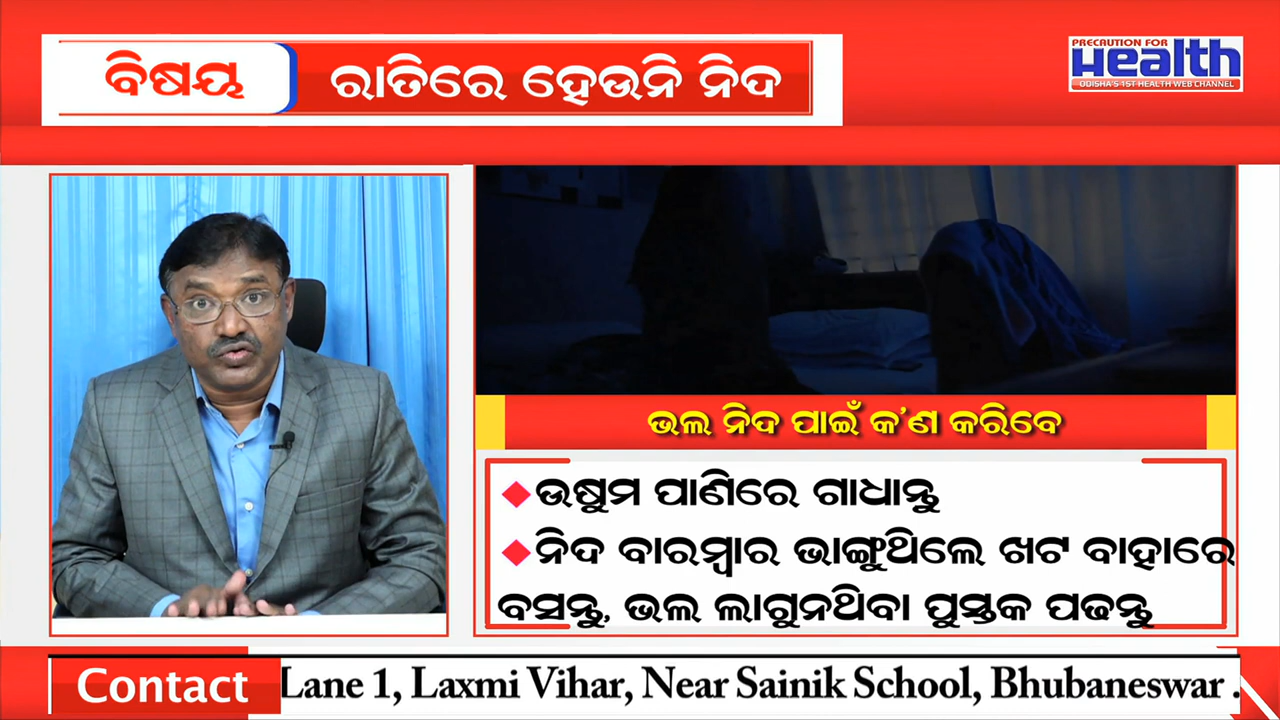 ବିଷୟ
ରାତିରେ ହେଉନି ନିଦ
PRECAUTION FOR
Health
ODISHA'S 1ST HEALTH WEB CHANNEL
ଭଲ ନିଦ ପାଇଁ କ'ଣ କରିବେ
ଉଷୁମ ପାଣିରେ ଗାଧାନ୍ତୁ
ନିଦ ବାରମ୍ବାର ଭାଙ୍ଗୁଥିଲେ ଖଟ ବାହାରେ
ବସନ୍ତୁ, ଭଲ ଲାଗୁନଥିବା ପୁସ୍ତକ ପଢନ୍ତୁ
Contact
Lane 1, Laxmi Vihar, Near Sainik School, Bhubaneswar .